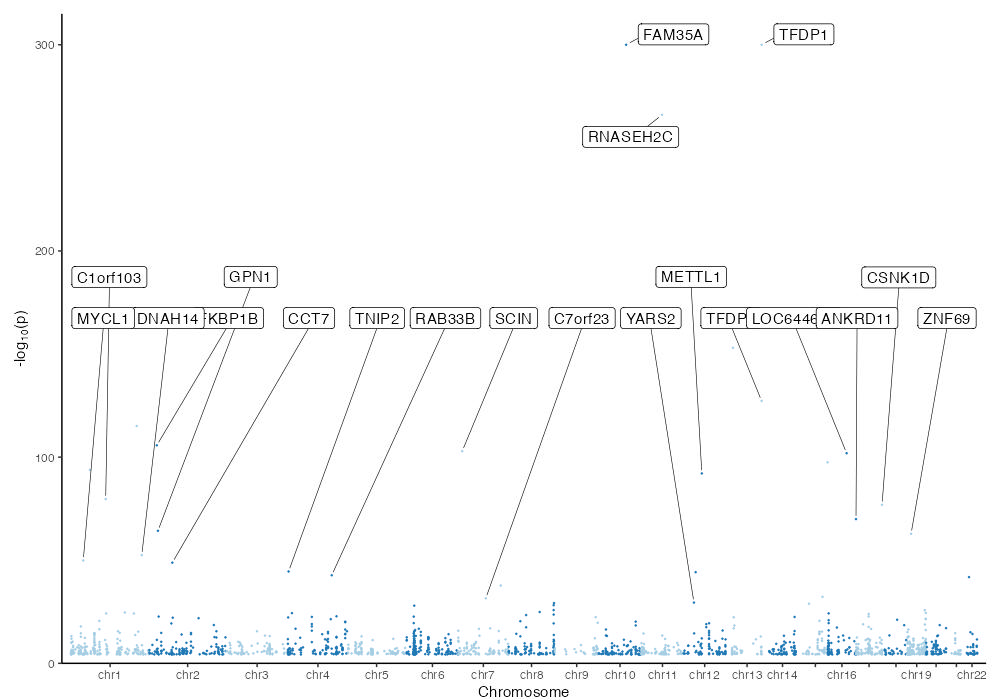 300
FAM35A
TFDP1
RNASEH2C
200
C1orf103
GPN1
METTL1
CSNK1D
MYCL1
DNAH14
FKBP1B
CCT7
TNIP2
RAB33B
SCIN
C7orf23
YARS2
TFDP
LOC6446
ANKRD11
ZNF69
-log10(p)
100
0
chr1
chr2
chr3
chr4
chr5
chr6
chr7
chr8
chr9
chr10
chr11
chr12
chr13
chr14
chr16
chr19
chr22
Chromosome